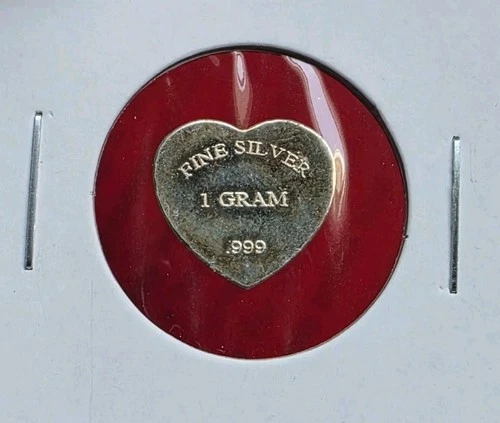 FINE SILVER
1 GRAM
.999